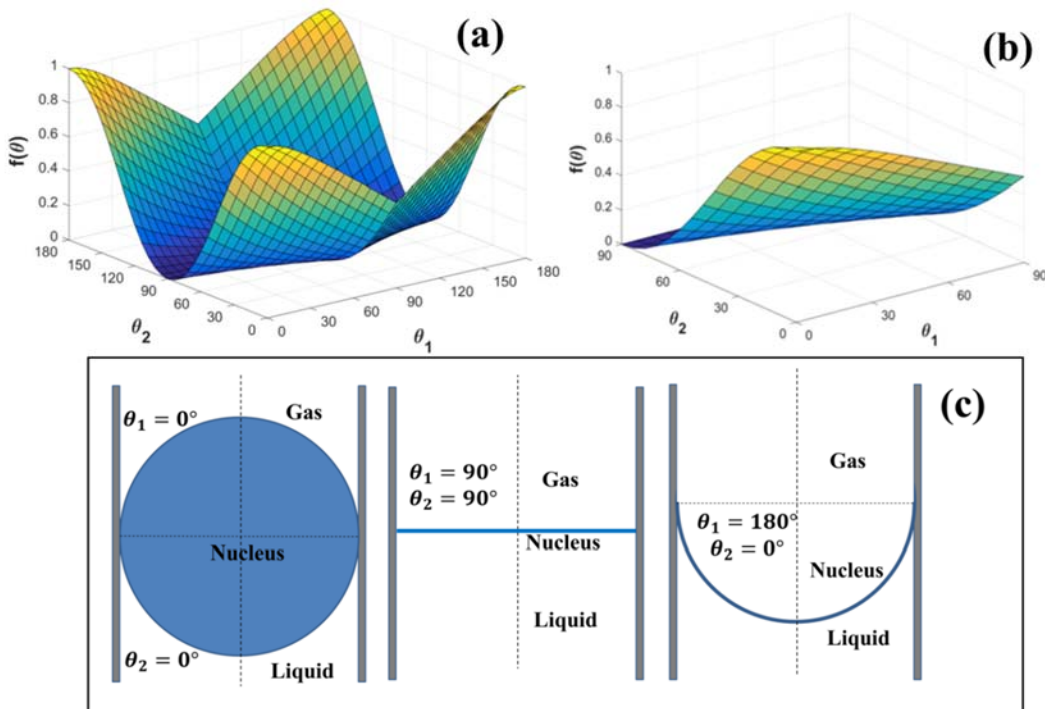 (a)
1
0.8
0.6
0.4
0.2
0
f(θ)
180
150
120
90
60
30
0
θ2
0
30
60
90
120
150
180
θ1
(b)
1
0.8
0.6
0.4
0.2
0
f(θ)
90
60
30
0
θ2
0
30
60
90
θ1
(c)
θ1 = 0°
Gas
Nucleus
θ2 = 0°
Liquid
θ1 = 90°
θ2 = 90°
Gas
Nucleus
Liquid
Gas
θ1 = 180°
θ2 = 0°
Nucleus
Liquid